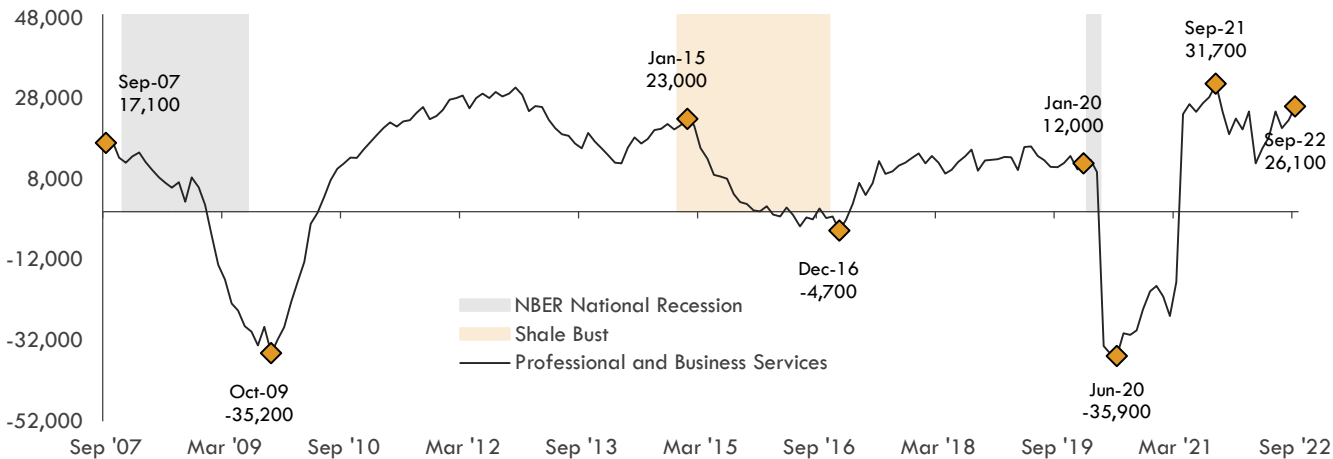 48,000
28,000
8,000
-12,000
-32,000
-52,000
Sep-07
17,100
Oct-09
-35,200
Jan-15
23,000
Dec-16
-4,700
Jan-20
12,000
Jun-20
-35,900
Sep-21
31,700
Sep-22
26,100
NBER National Recession
Shale Bust
Professional and Business Services
Sep '07 Mar '09 Sep '10 Mar '12 Sep '13 Mar '15 Sep '16 Mar '18 Sep '19 Mar '21 Sep '22